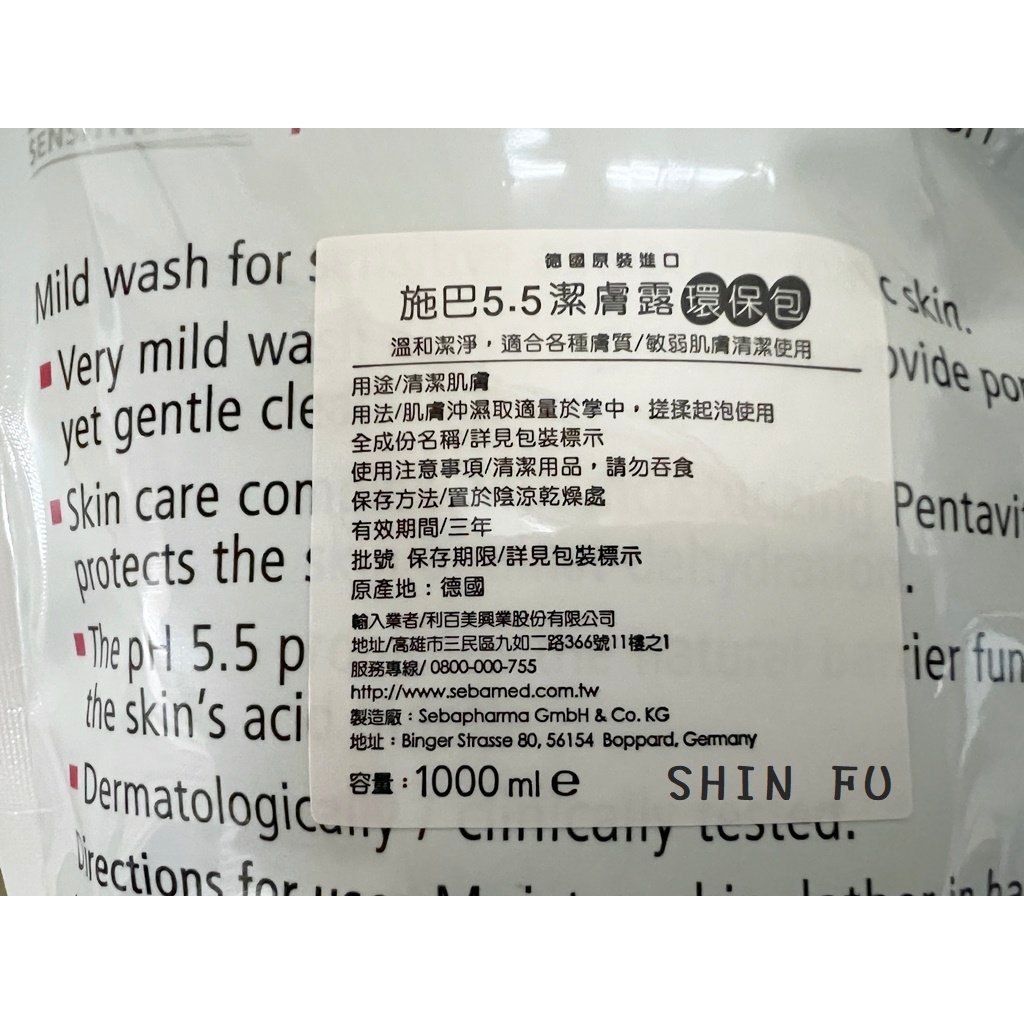 Mild wash for
c skin.
▪Very mild wa
ovide
yet gentle cle
▪Skin care com
Pentavi
protects the
▪The pH 5.5 p
rier fun
the skin's aci
▪Dermatologically / clinically tested.
Directions for use
德國原裝進口
施巴5.5潔膚露環保包
溫和潔淨，適合各種膚質/敏弱肌膚清潔使用
用途/清潔肌膚
用法/肌膚沖濕取適量於掌中，搓揉起泡使用
全成份名稱/詳見包裝標示
使用注意事項/清潔用品，請勿吞食
保存方法/置於陰涼乾燥處
有效期間/三年
批號 保存期限/詳見包裝標示
原產地：德國
輸入業者/利百美興業股份有限公司
地址/高雄市三民區九如二路366號11樓之1
服務專線/ 0800-000-755
http://www.sebamed.com.tw
製造廠：Sebapharma GmbH & Co. KG
地址：Binger Strasse 80, 56154 Boppard, Germany
容量：1000 ml e
SHIN FU